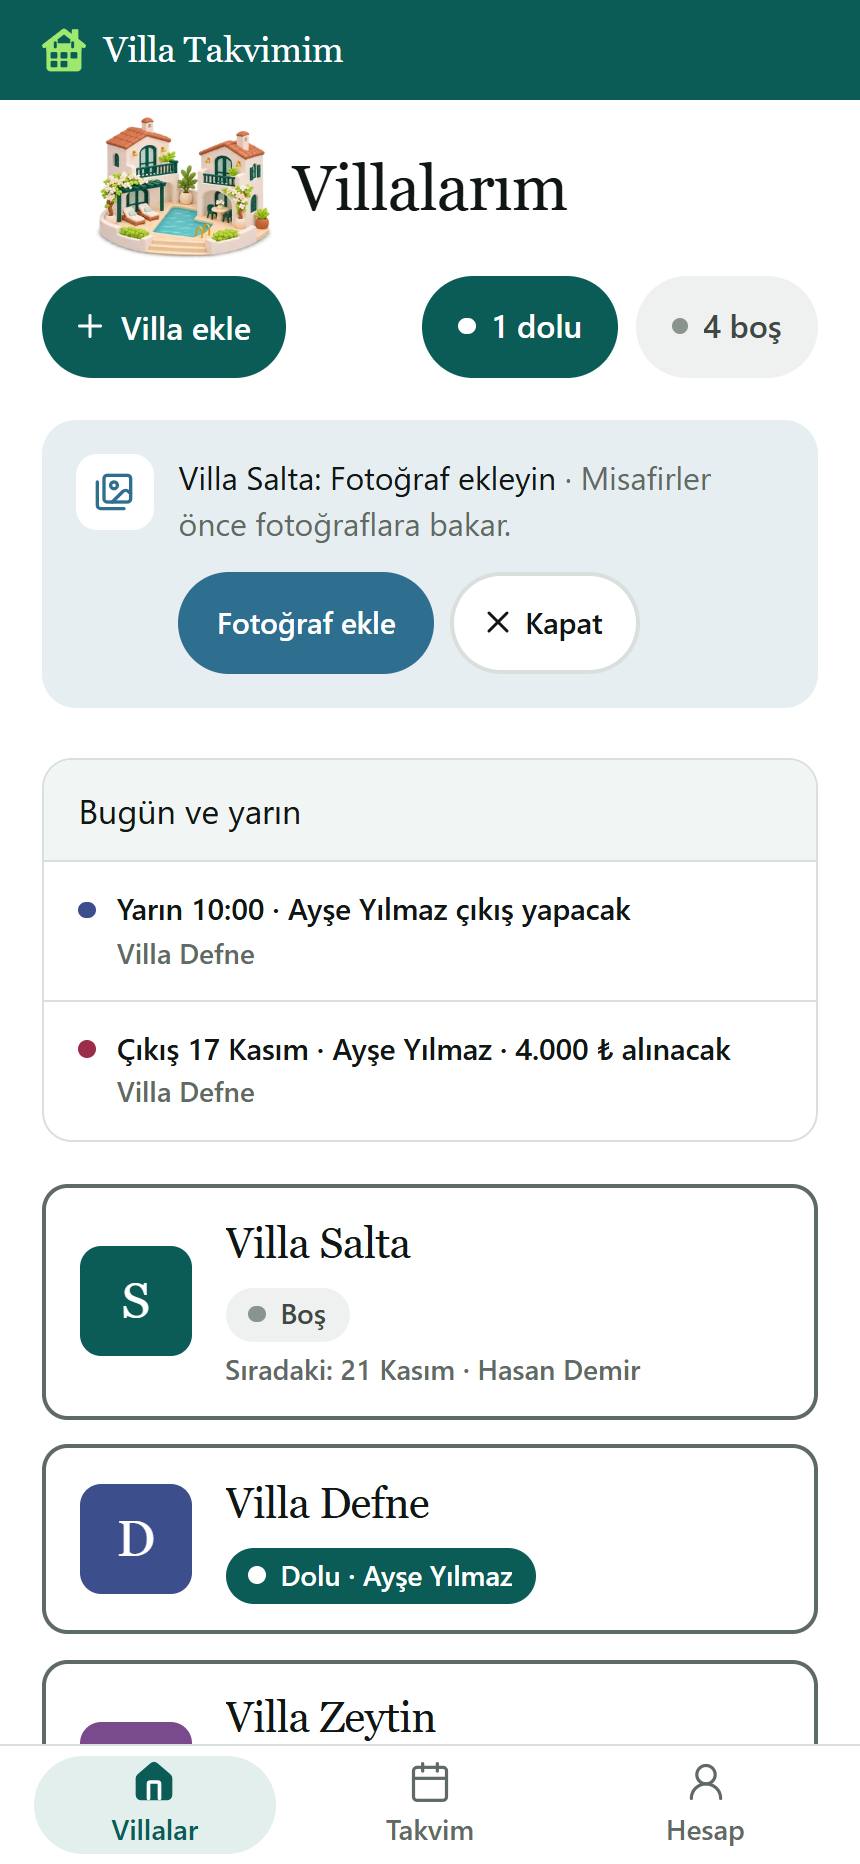 Villa Takvimim
Villalarım
+ Villa ekle
1 dolu
4 boş
Villa Salta: Fotoğraf ekleyin · Misafirler
önce fotoğraflara bakar.
Fotoğraf ekle
Kapat
Bugün ve yarın
Yarın 10:00 · Ayşe Yılmaz çıkış yapacak
Villa Defne
Çıkış 17 Kasım · Ayşe Yılmaz · 4.000 ₺ alınacak
Villa Defne
S
Villa Salta
Boş
Sıradaki: 21 Kasım · Hasan Demir
D
Villa Defne
Dolu · Ayşe Yılmaz
Villa Zeytin
Villalar
Takvim
Hesap